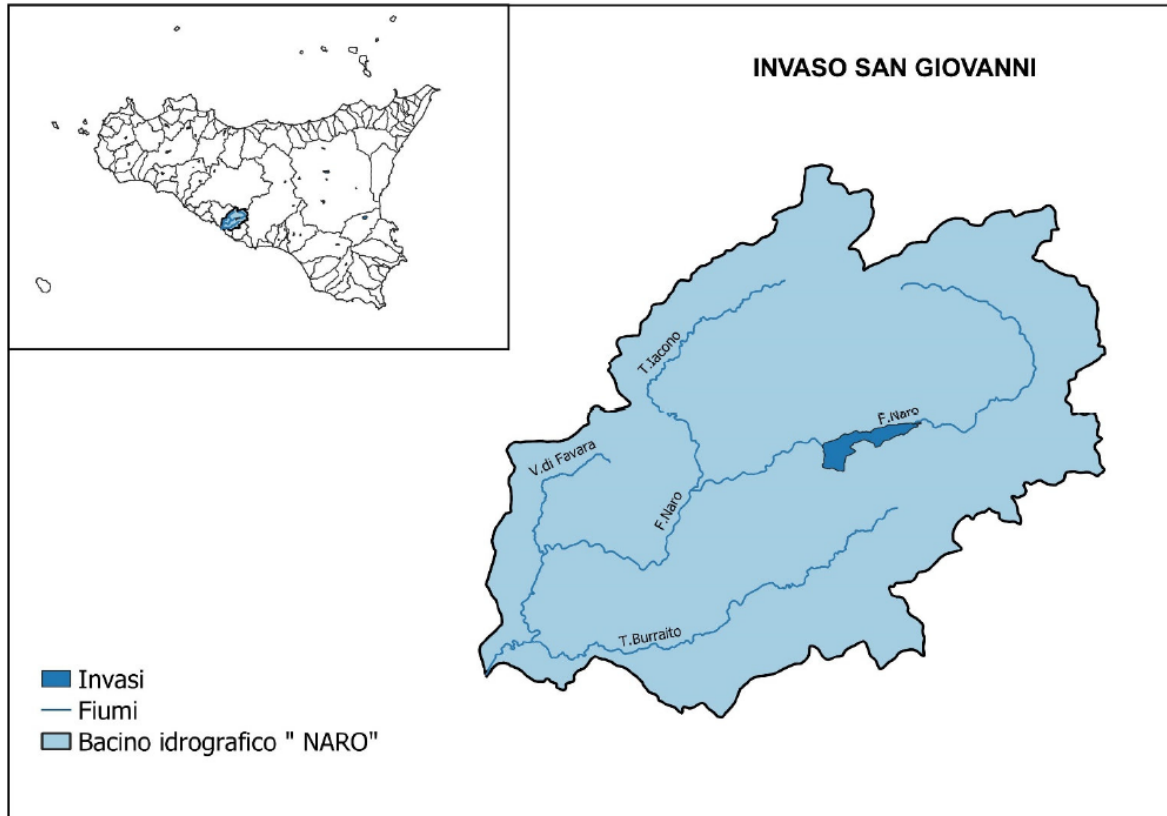 INVASO SAN GIOVANNI
T.Iacono
F.Naro
V.di Favara
F.Naro
T.Burraito
Invasi
Fiumi
Bacino idrografico " NARO"